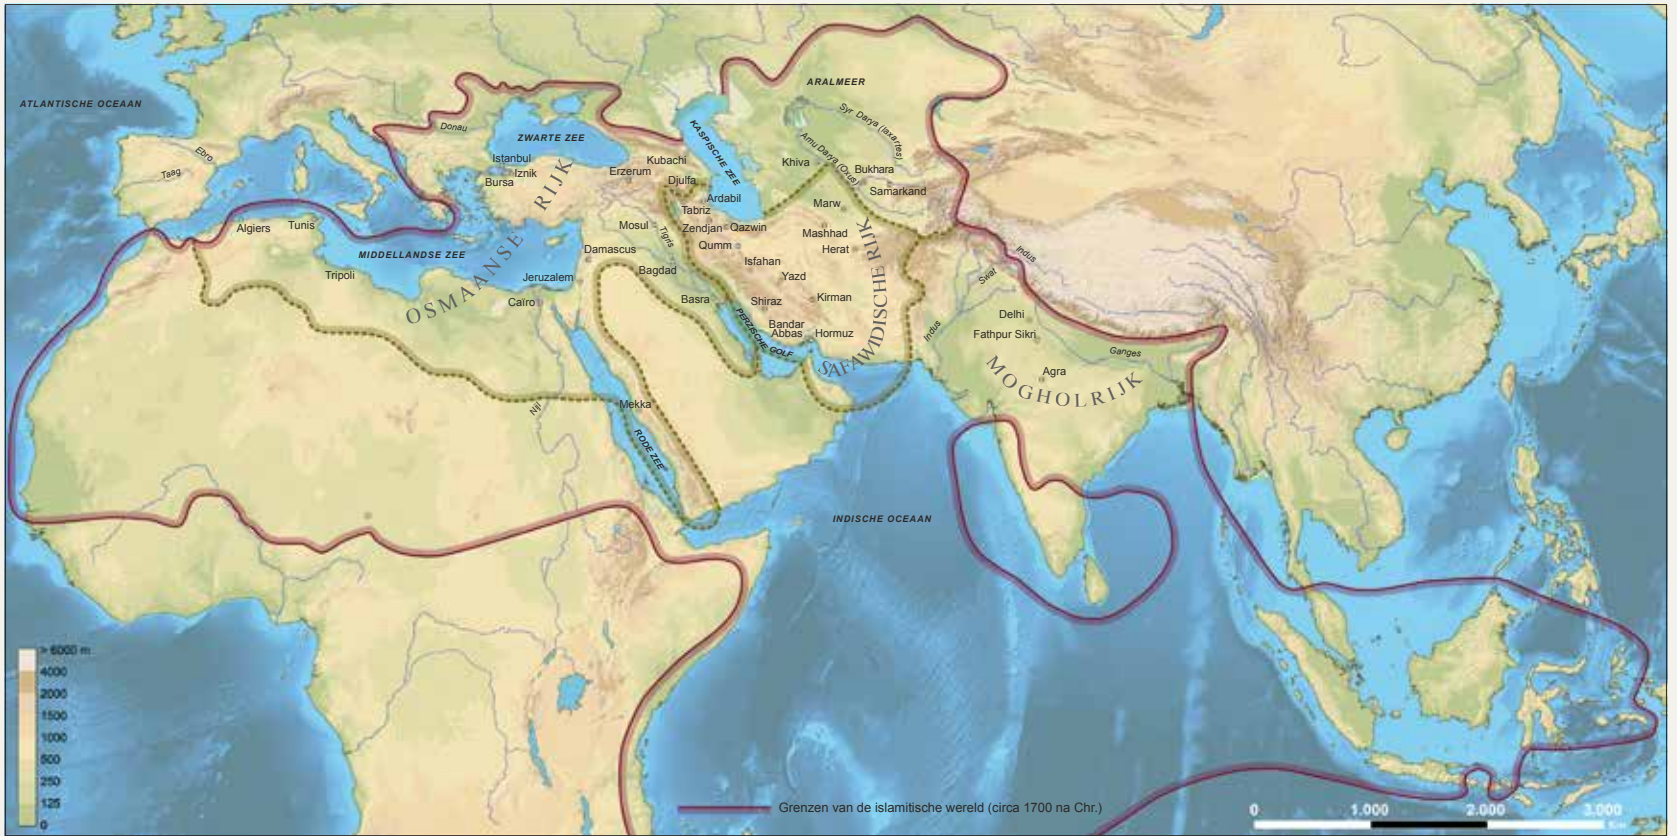 ARALMEER
ATLANTISCHE OCEAAN
Syr Darya (Iaxartes)
Donau
ZWARTE ZEE
KASPISCHE ZEE
Amu Darya (Oxus)
Ebro
Taag
Istanbul
Iznik
Bursa
Kubachi
Erzerum
Djulfa
Khiva
Bukhara
Samarkand
RIJK
Ardabil
Tabriz
Marw
Algiers
Tunis
Mosul
Tigris
Zendjan
Qazwin
Mashhad
Qumm
Herat
MIDDELLANDSE ZEE
Damascus
Isfahan
Indus
Tripoli
Jeruzalem
Bagdad
Yazd
Swat
OSMAANSE
Caïro
Basra
Shiraz
Kirman
SAFAWIDISCHE RIJK
PERZISCHE GOLF
Bandar
Abbas
Hormuz
Indus
Delhi
Fathpur Sikri
Ganges
Agra
MOGHOLRIJK
Nijl
Mekka
RODE ZEE
INDISCHE OCEAAN
> 6000 m
4000
2000
1500
1000
500
250
125
0
Grenzen van de islamitische wereld (circa 1700 na Chr.)
0 1.000 2.000 3.000